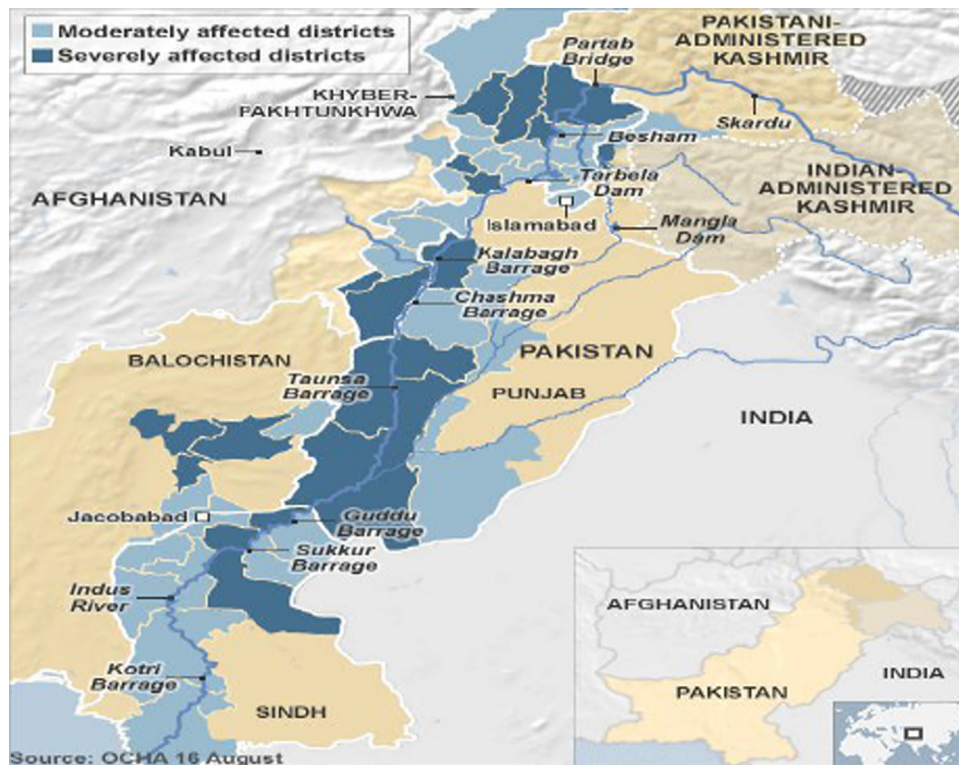 Moderately affected districts
Severely affected districts
PAKISTANI-
ADMINISTERED
KASHMIR
Partab
Bridge
KHYBER-
PAKHTUNKHWA
Skardu
Besham
Kabul
INDIAN
ADMINISTERED
KASHMIR
Tarbela
Dam
AFGHANISTAN
Islamabad
Mangla
Dam
Kalabagh
Barrage
Chashma
Barrage
BALOCHISTAN
PAKISTAN
Taunsa
Barrage
PUNJAB
INDIA
Jacobabad
Guddu
Barrage
Sukkur
Barrage
Indus
River
AFGHANISTAN
Kotri
Barrage
INDIA
PAKISTAN
SINDH
Source: OCHA 16 August